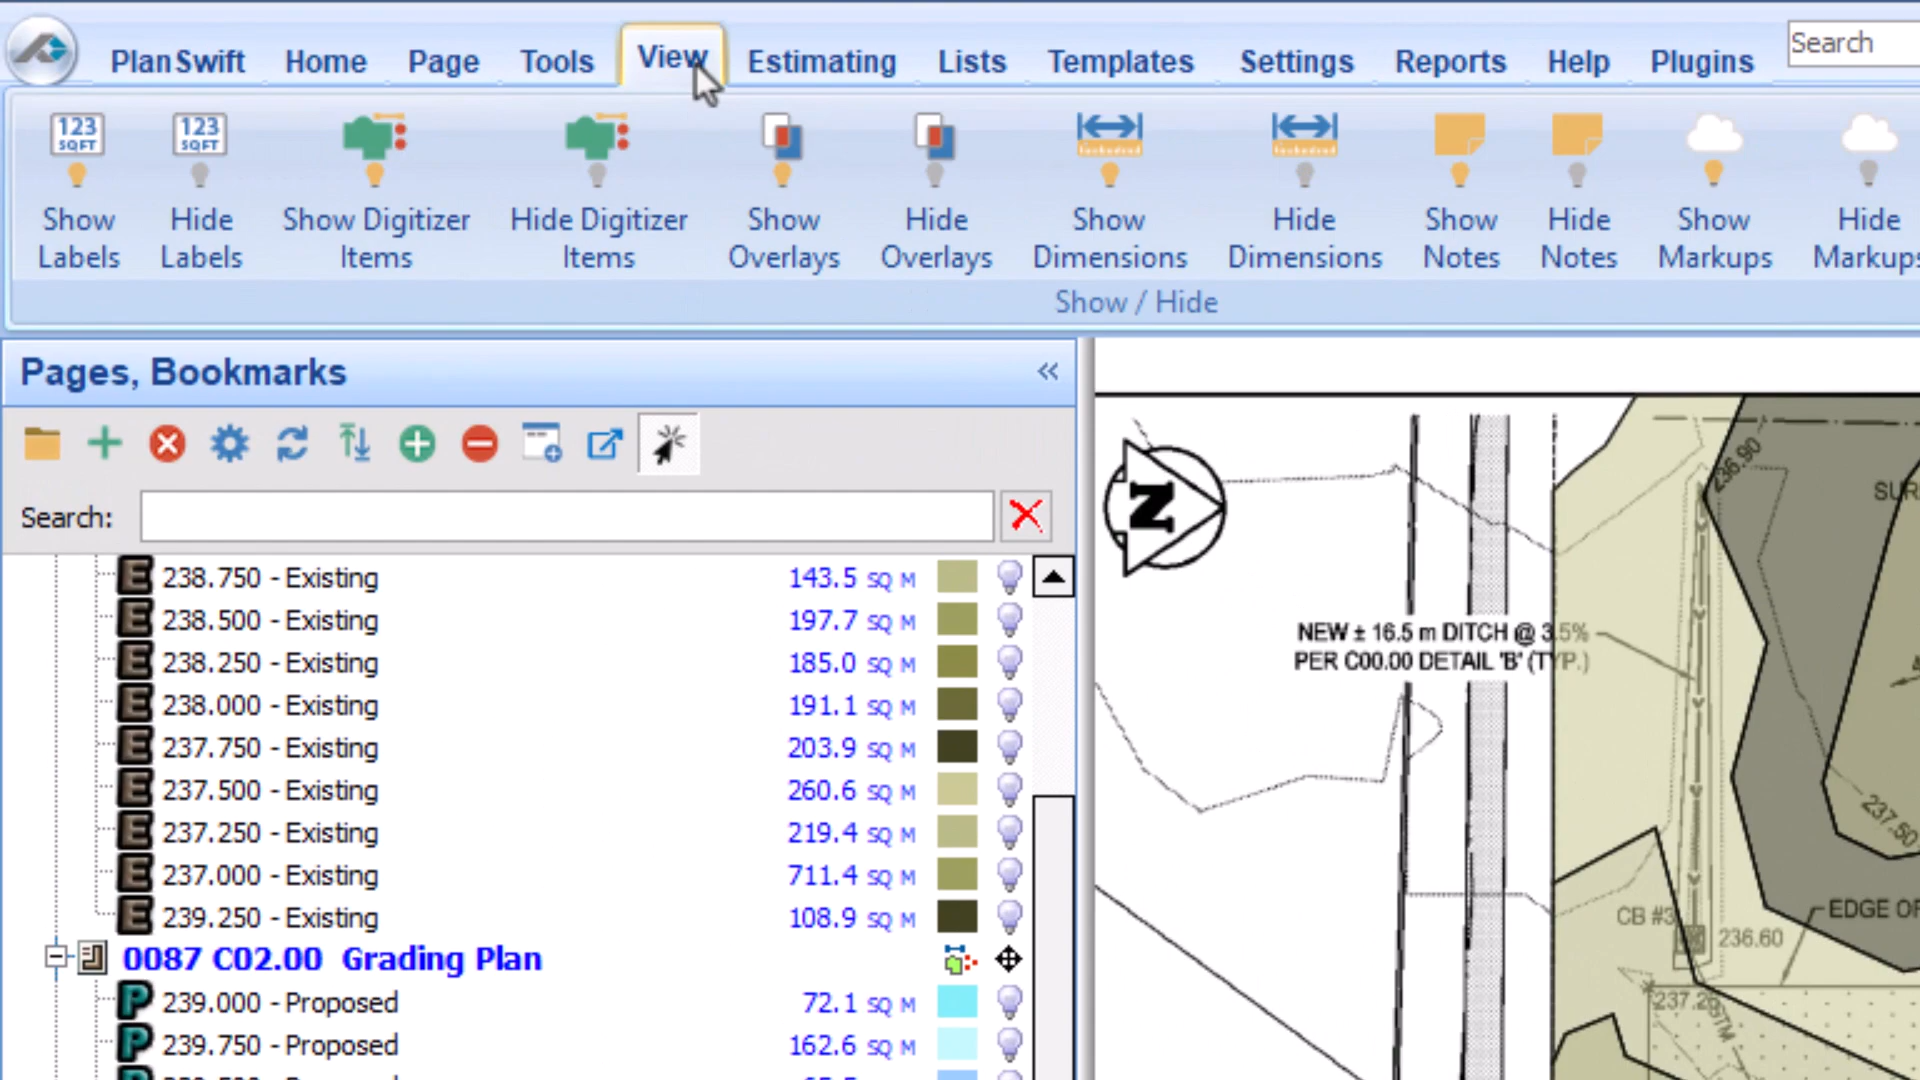 PlanSwift Home Page Tools View Estimating Lists Templates Settings Reports Help Plugins Search
123 SQFT 123 SQFT
Show Labels
Hide Labels
Show Digitizer Items
Hide Digitizer Items
Show Overlays
Hide Overlays
Show Dimensions
Hide Dimensions
Show Notes
Hide Notes
Show Markups
Hide Markups
Show / Hide
Pages, Bookmarks
Search:
E 238.750 - Existing 143.5 SQ M
E 238.500 - Existing 197.7 SQ M
E 238.250 - Existing 185.0 SQ M
E 238.000 - Existing 191.1 SQ M
E 237.750 - Existing 203.9 SQ M
E 237.500 - Existing 260.6 SQ M
E 237.250 - Existing 219.4 SQ M
E 237.000 - Existing 711.4 SQ M
E 239.250 - Existing 108.9 SQ M
0087 C02.00 Grading Plan
P 239.000 - Proposed 72.1 SQ M
P 239.750 - Proposed 162.6 SQ M
N
236.90
NEW ± 16.5 m DITCH @ 3.5%
PER C00.00 DETAIL 'B' (TYP.)
237.50
CB #3
EDGE OF
236.60